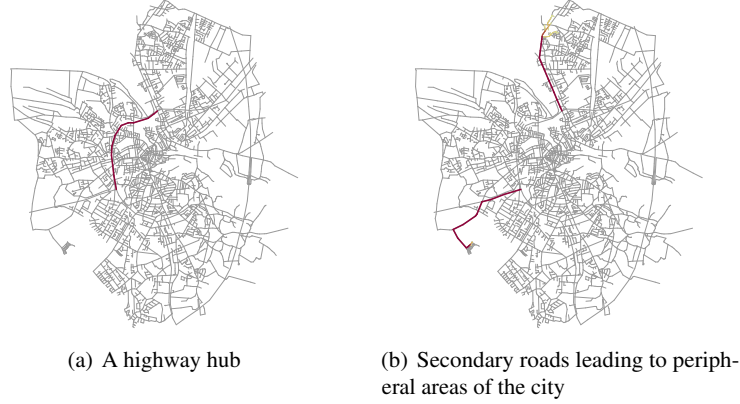 (a) A highway hub
(b) Secondary roads leading to periph-
eral areas of the city